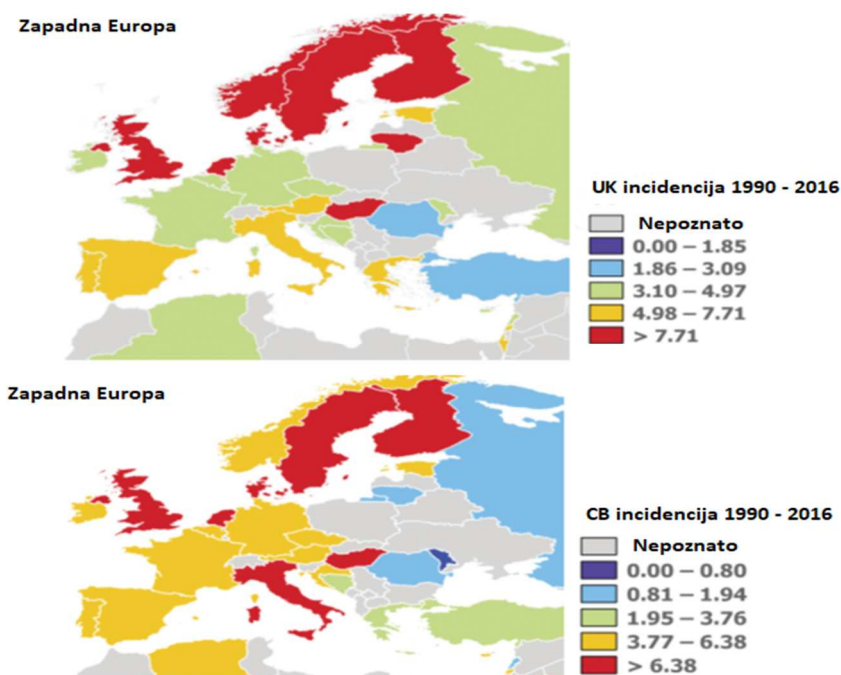 Zapadna Europa
UK incidencija 1990 - 2016
Nepoznato
0.00 – 1.85
1.86 – 3.09
3.10 – 4.97
4.98 – 7.71
> 7.71
Zapadna Europa
CB incidencija 1990 - 2016
Nepoznato
0.00 – 0.80
0.81 – 1.94
1.95 – 3.76
3.77 – 6.38
> 6.38